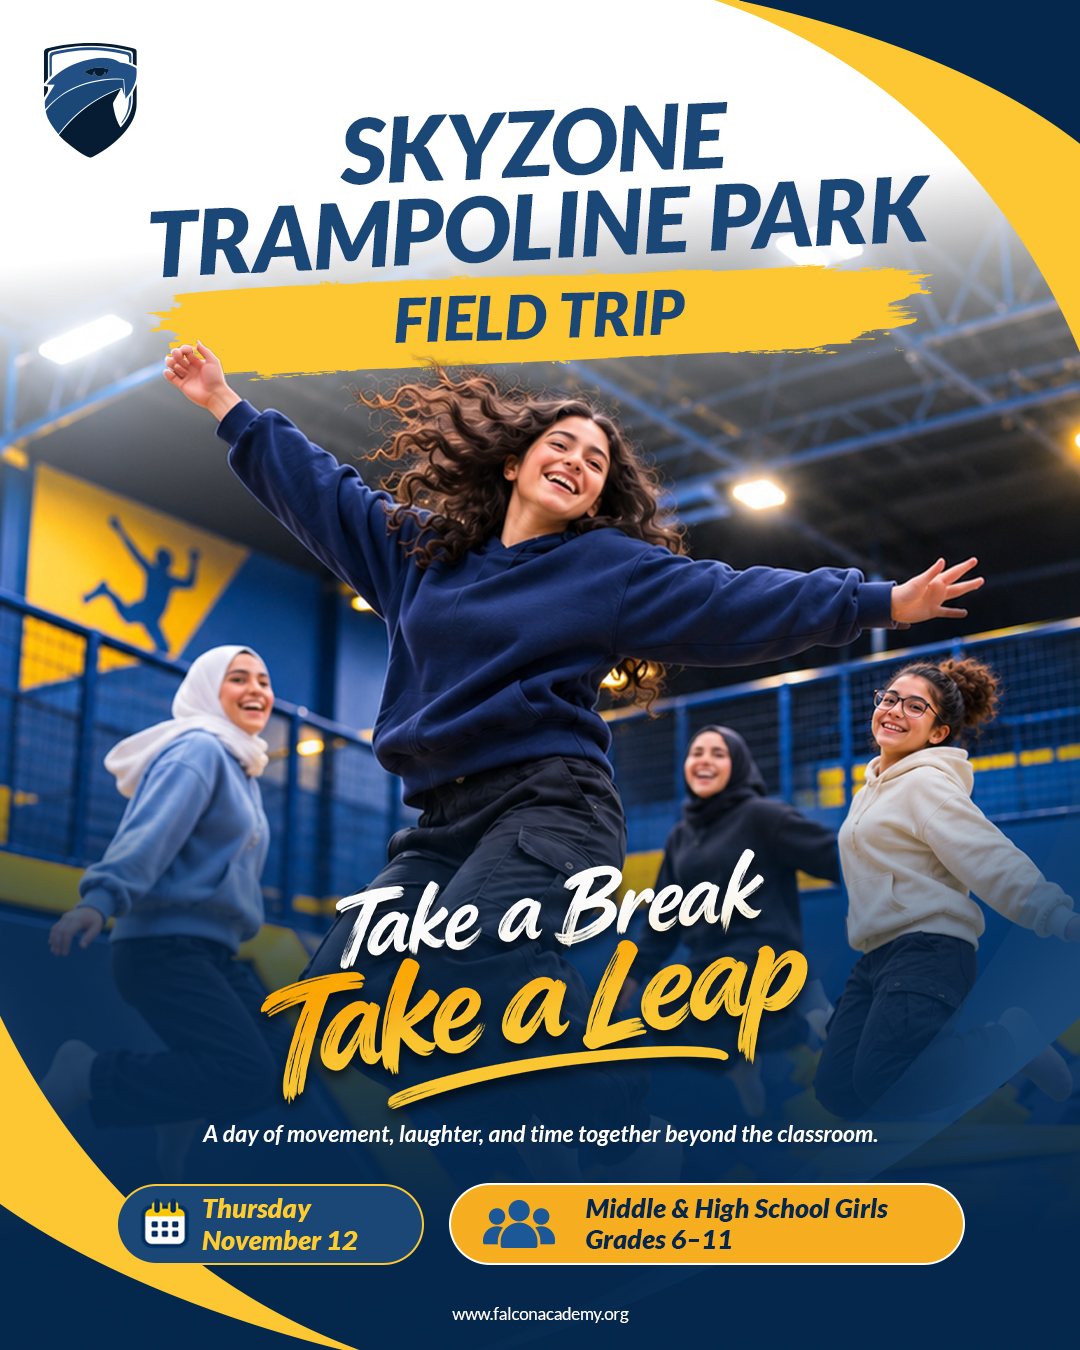 SKYZONE
TRAMPOLINE PARK
FIELD TRIP
Take a Break
Take a Leap
A day of movement, laughter, and time together beyond the classroom.
Thursday
November 12
Middle & High School Girls
Grades 6–11
www.falconacademy.org